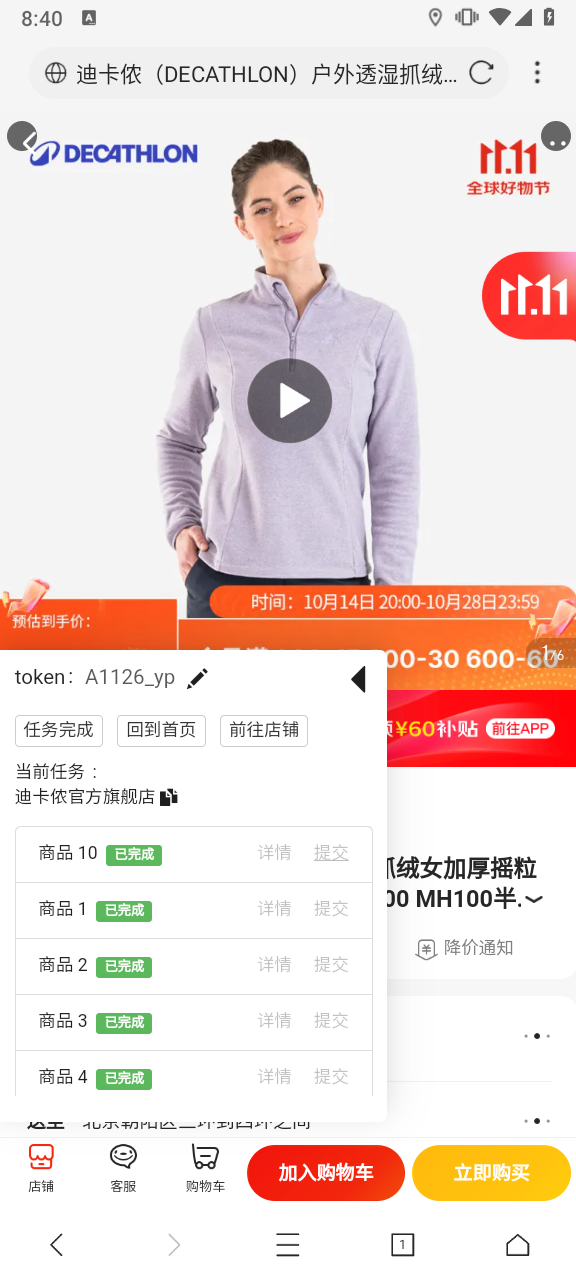 8:40
A
迪卡侬（DECATHLON）户外透湿抓绒...
DECATHLON
11.11
全球好物节
11.11
时间：10月14日 20:00-10月28日23:59
预估到手价：
00-30 600-60
1/6
¥60补贴
前往APP
token：A1126_yp
任务完成
回到首页
前往店铺
当前任务：
迪卡侬官方旗舰店
抓绒女加厚摇粒
00 MH100半.
降价通知
商品 10 已完成 详情 提交
商品 1 已完成 详情 提交
商品 2 已完成 详情 提交
商品 3 已完成 详情 提交
商品 4 已完成 详情 提交
送至 北京朝阳区三环到四环之间
店铺
客服
购物车
加入购物车
立即购买
1